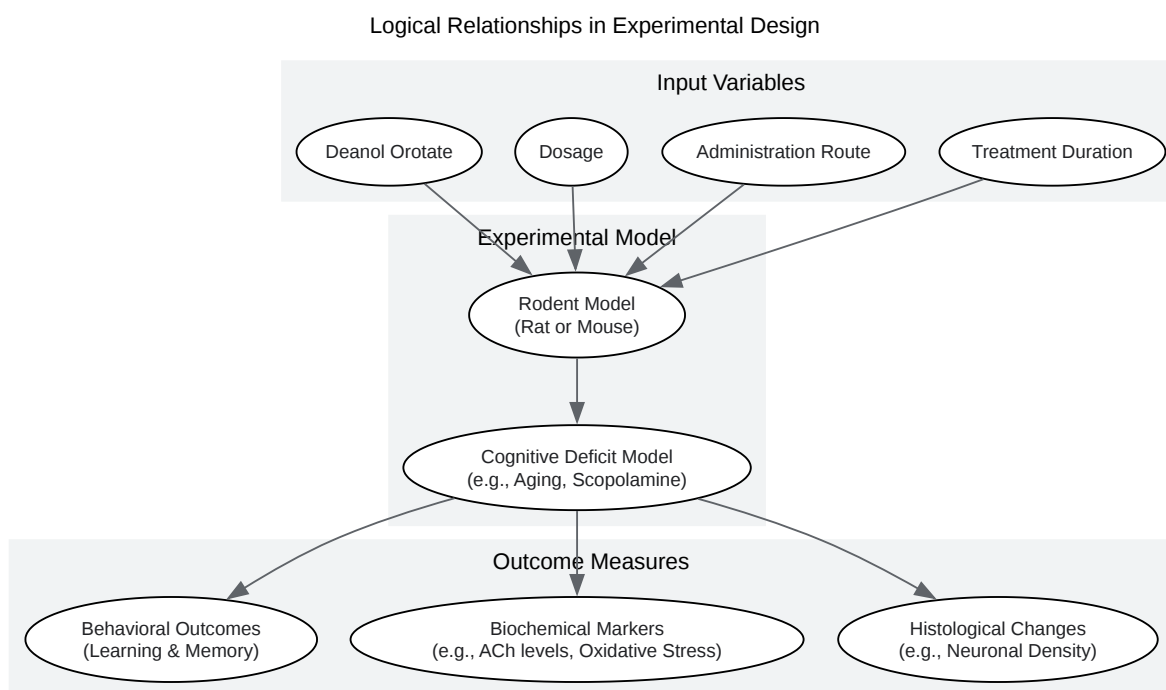 Logical Relationships in Experimental Design
Input Variables
Deanol Orotate
Dosage
Administration Route
Treatment Duration
Experimental Model
Rodent Model
(Rat or Mouse)
Cognitive Deficit Model
(e.g., Aging, Scopolamine)
Outcome Measures
Behavioral Outcomes
(Learning & Memory)
Biochemical Markers
(e.g., ACh levels, Oxidative Stress)
Histological Changes
(e.g., Neuronal Density)